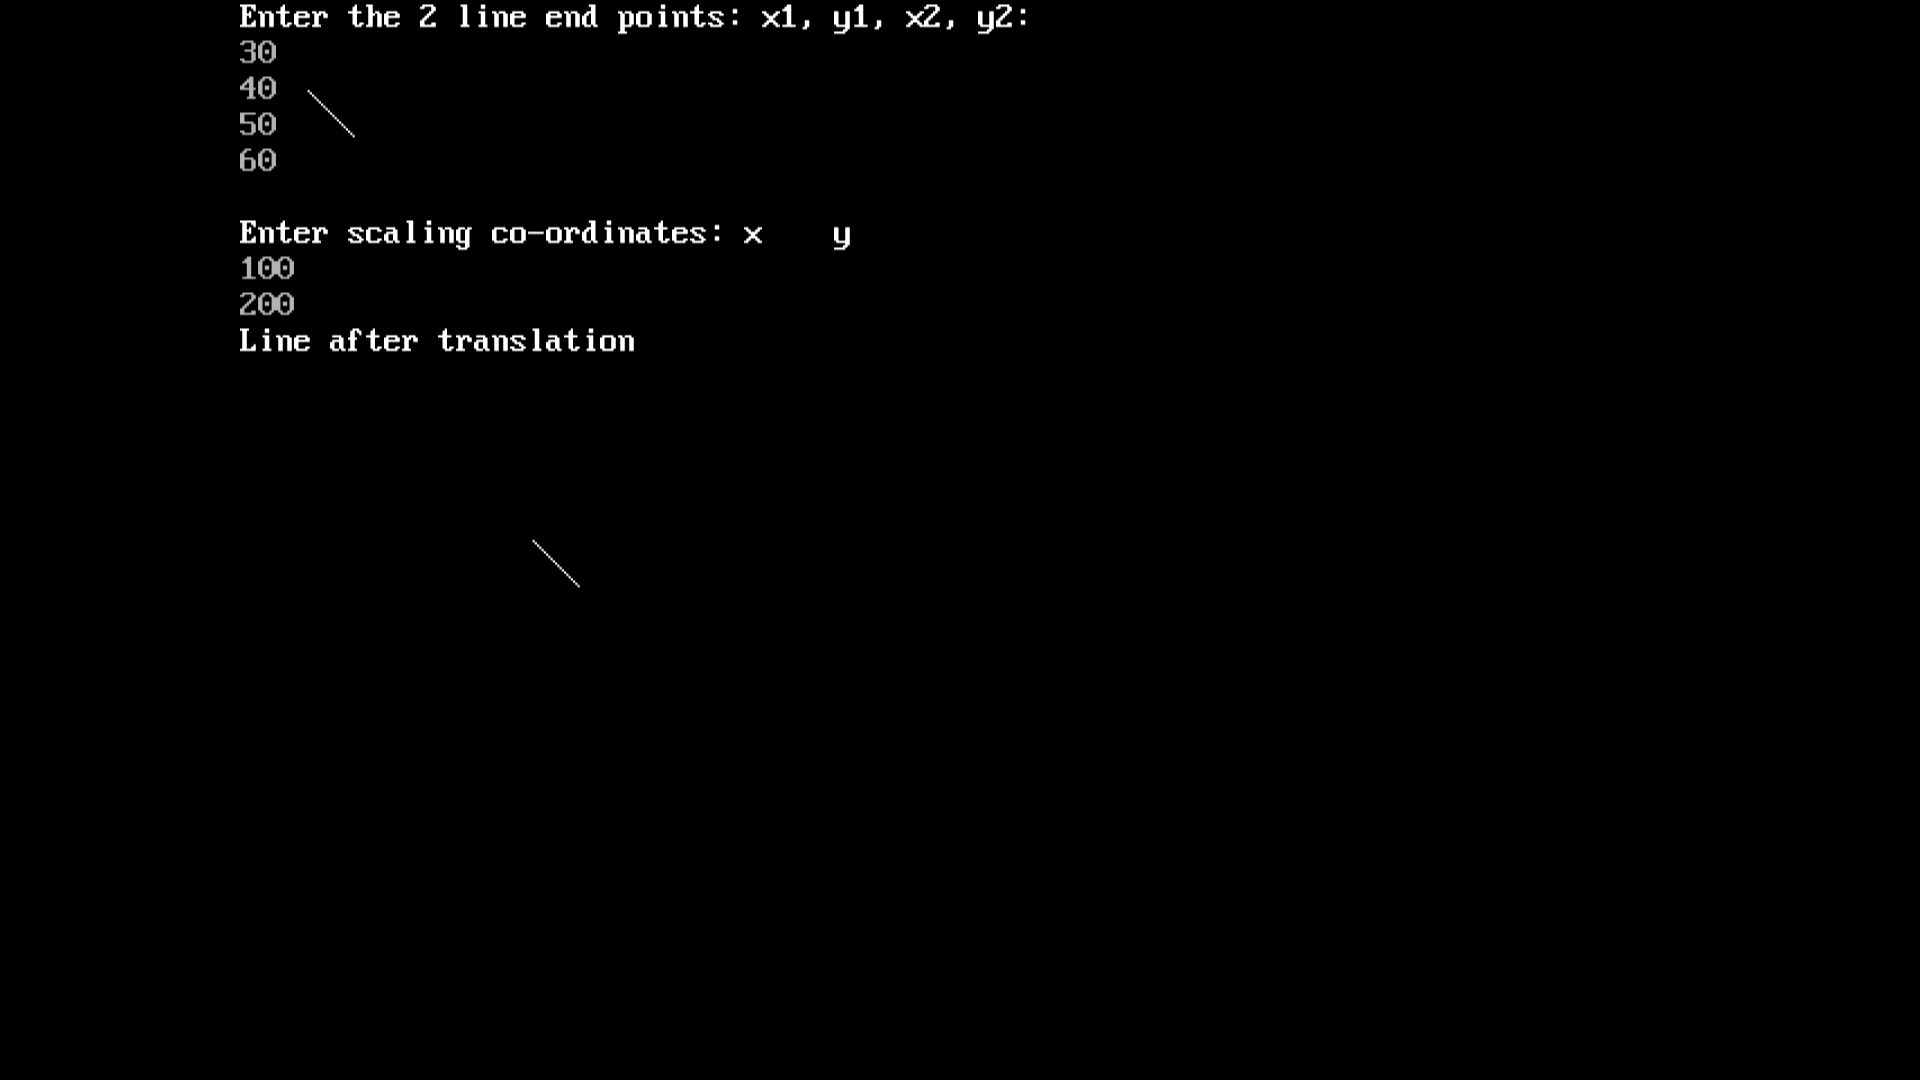 Enter the 2 line end points: x1, y1, x2, y2:
30
40
50
60
Enter scaling co-ordinates: x    y
100
200
Line after translation